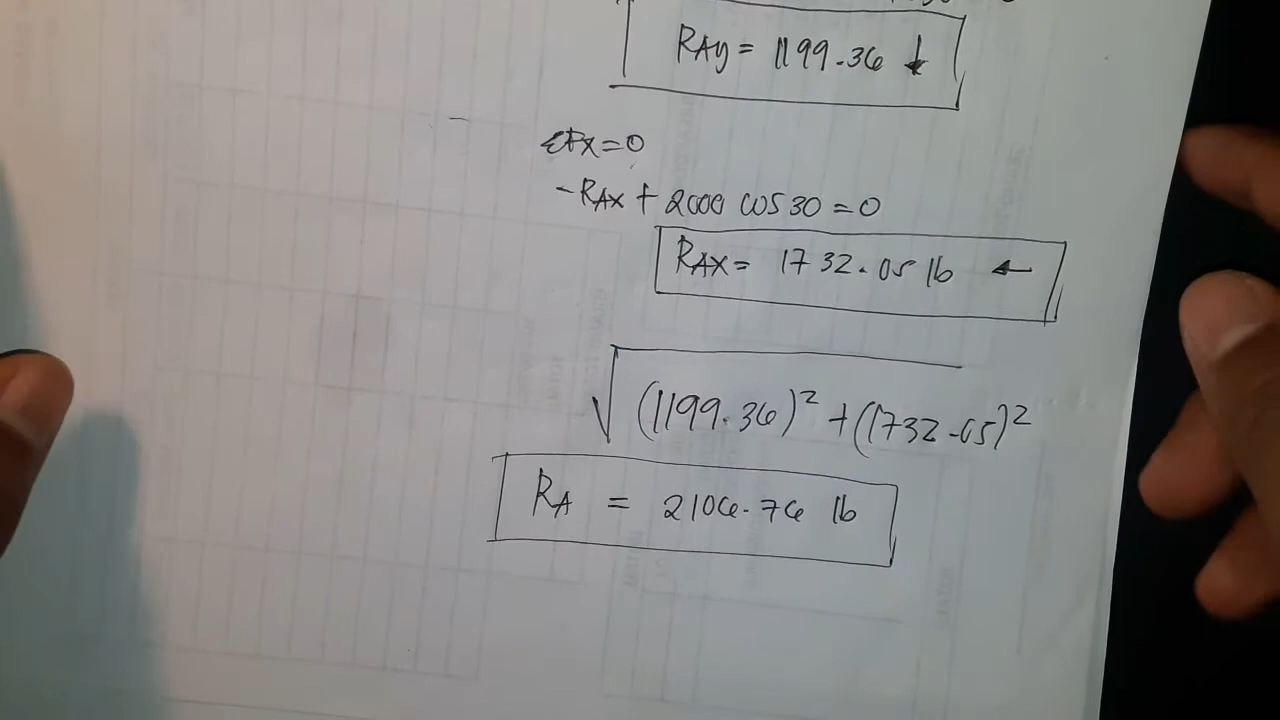 RAy = 1199.36 ↓
ΣFx=0
-RAX + 2000 cos 30 = 0
RAX = 1732.05 lb ←
√(1199.36)² + (1732.05)²
RA = 2106.76 lb